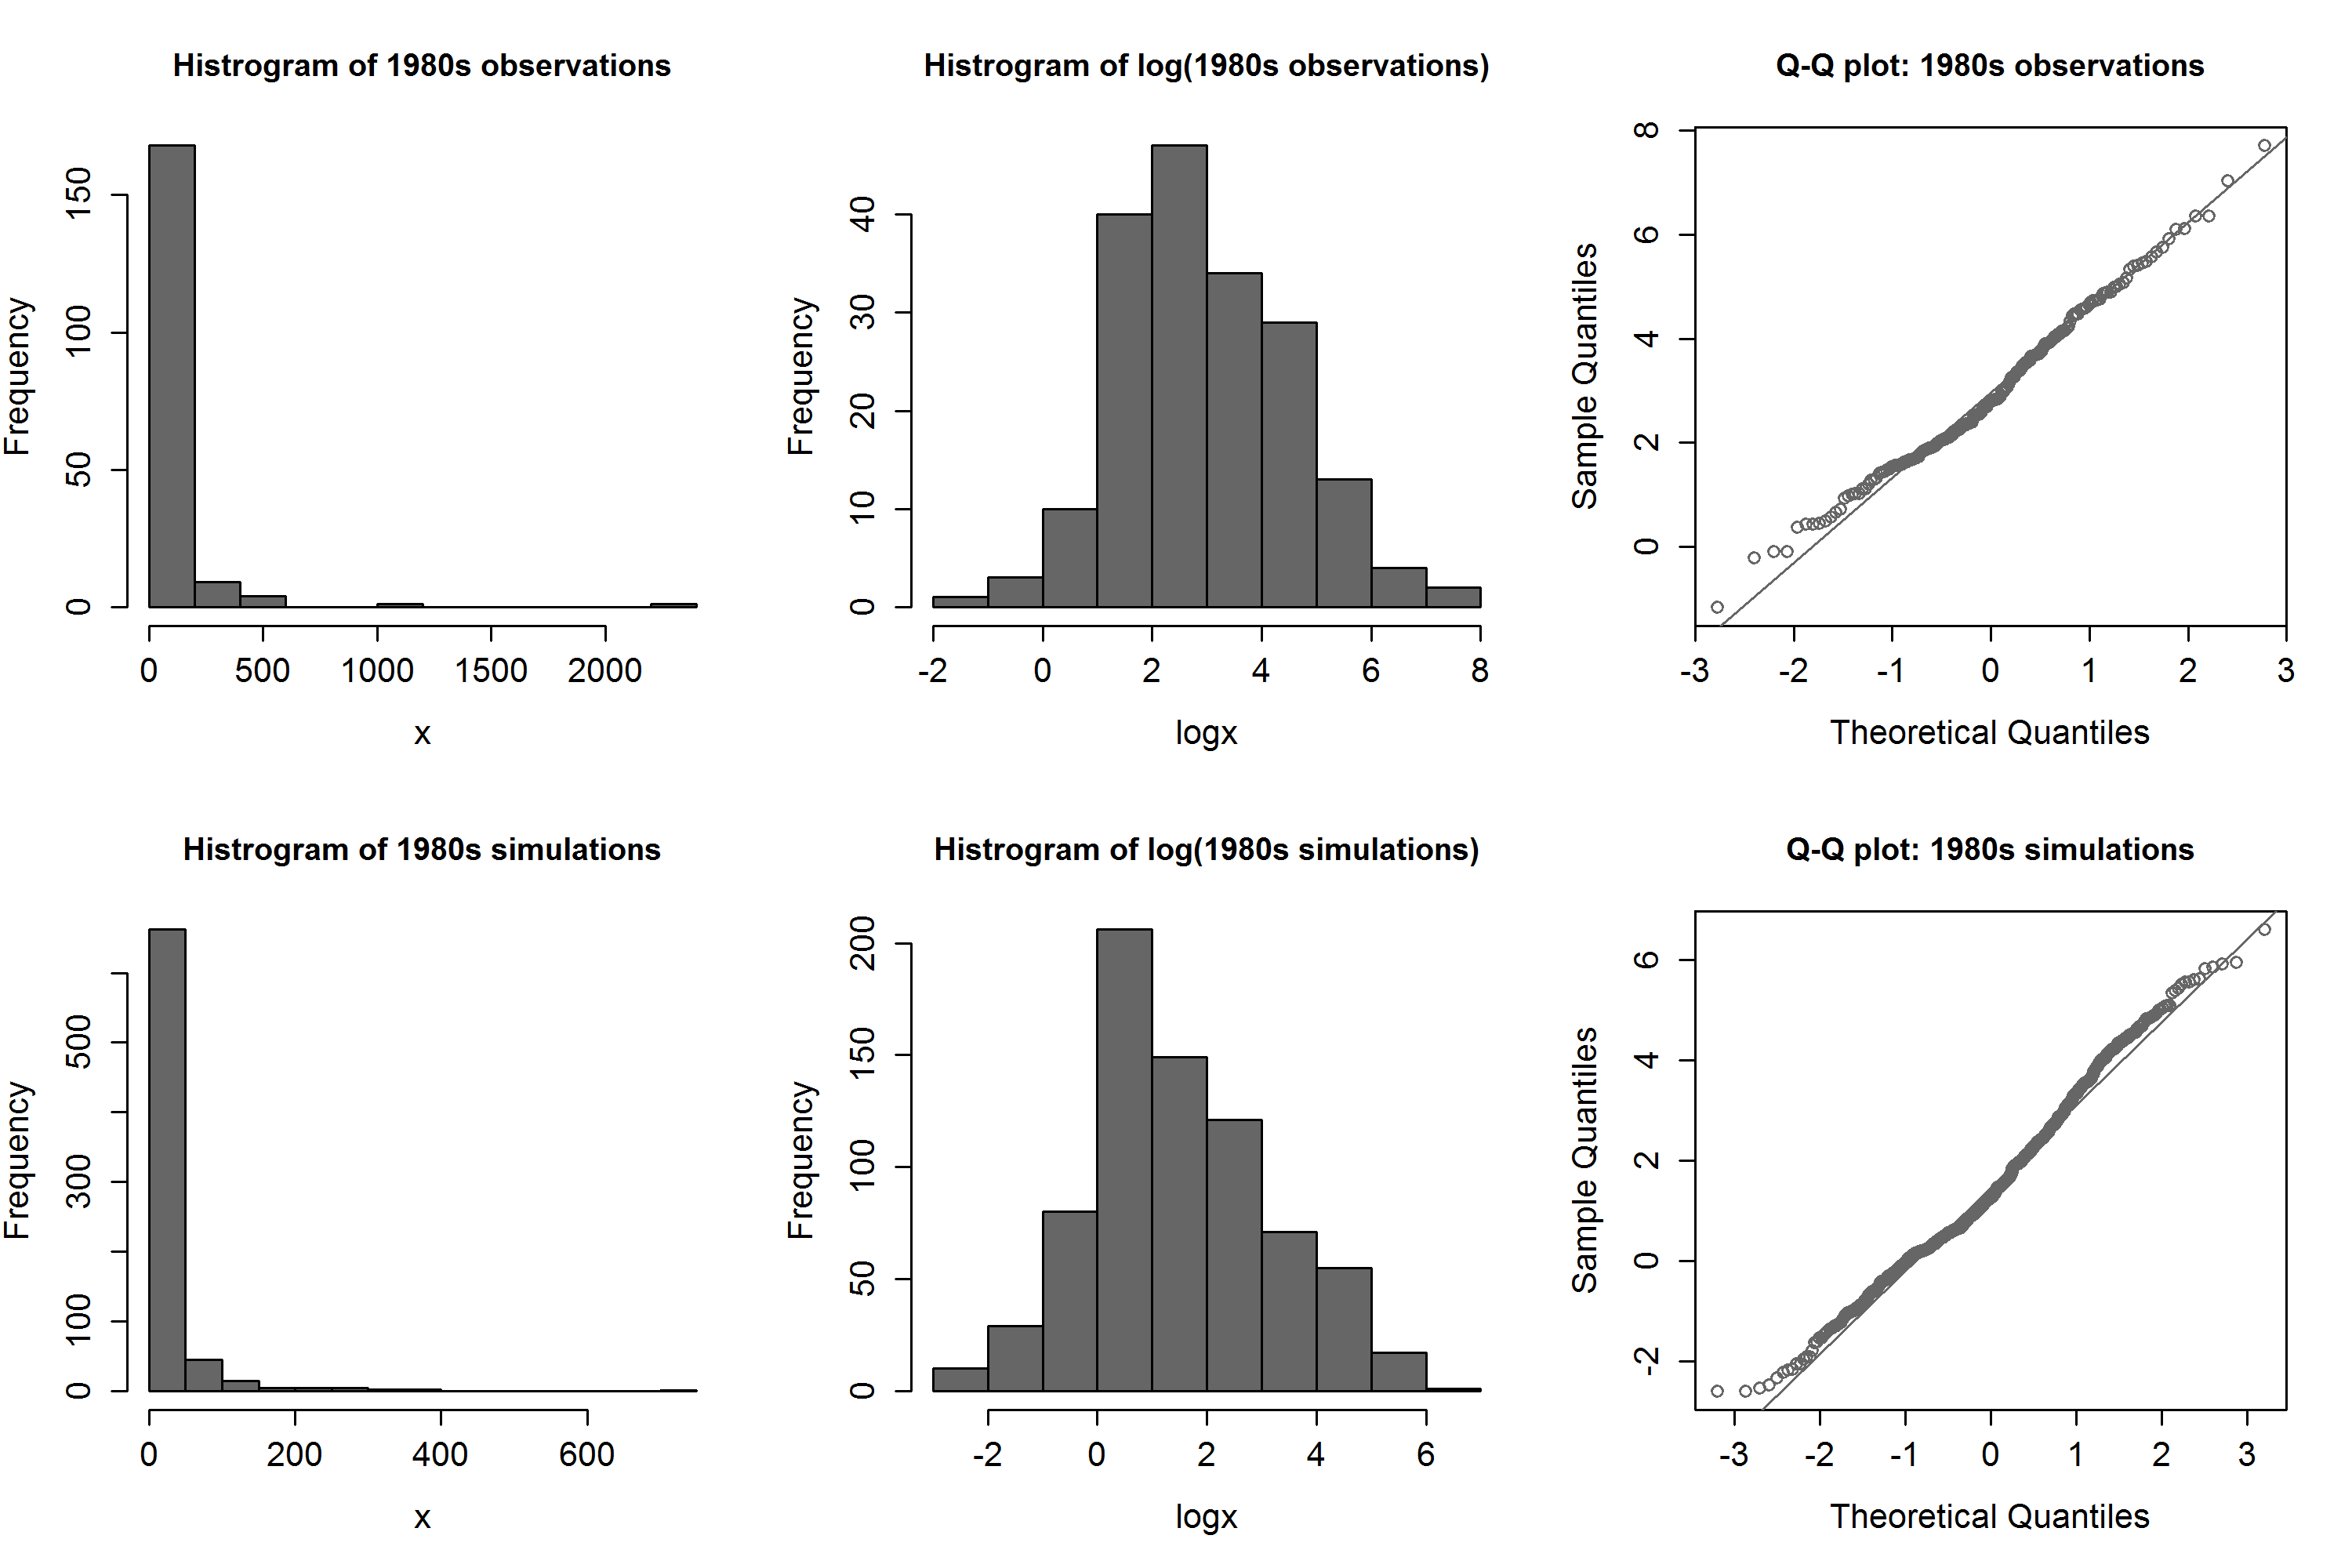 Histrogram of 1980s observations
Frequency
0 50 100 150
0 500 1000 1500 2000
x
Histrogram of log(1980s observations)
Frequency
0 10 20 30 40
-2 0 2 4 6 8
logx
Q-Q plot: 1980s observations
Sample Quantiles
0 2 4 6 8
-3 -2 -1 0 1 2 3
Theoretical Quantiles
Histrogram of 1980s simulations
Frequency
0 100 300 500
0 200 400 600
x
Histrogram of log(1980s simulations)
Frequency
0 50 100 150 200
-2 0 2 4 6
logx
Q-Q plot: 1980s simulations
Sample Quantiles
-2 0 2 4 6
-3 -2 -1 0 1 2 3
Theoretical Quantiles